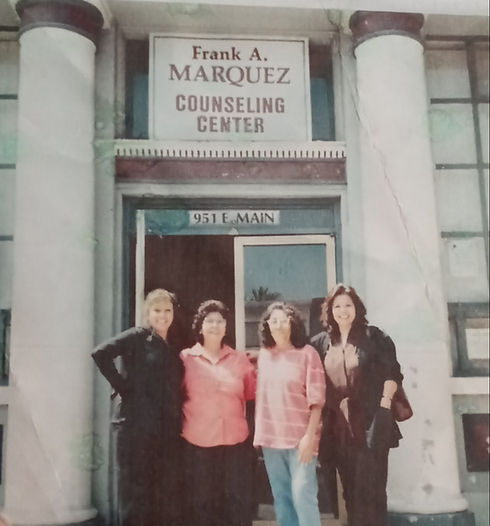 Frank A.
MARQUEZ
COUNSELING
CENTER
951 E. MAIN